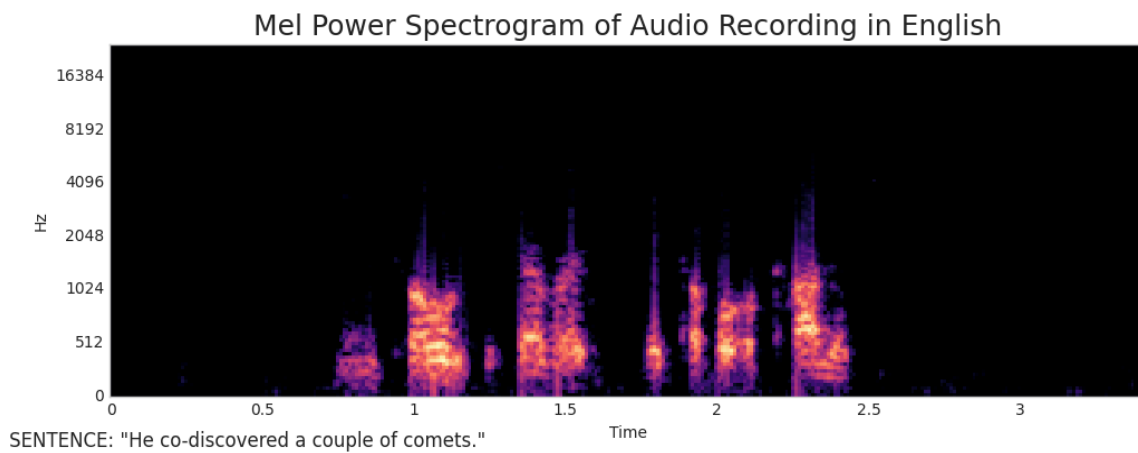 Mel Power Spectrogram of Audio Recording in English
16384
8192
4096
Hz
2048
1024
512
0
0 0.5 1 1.5 2 2.5 3
Time
SENTENCE: "He co-discovered a couple of comets."